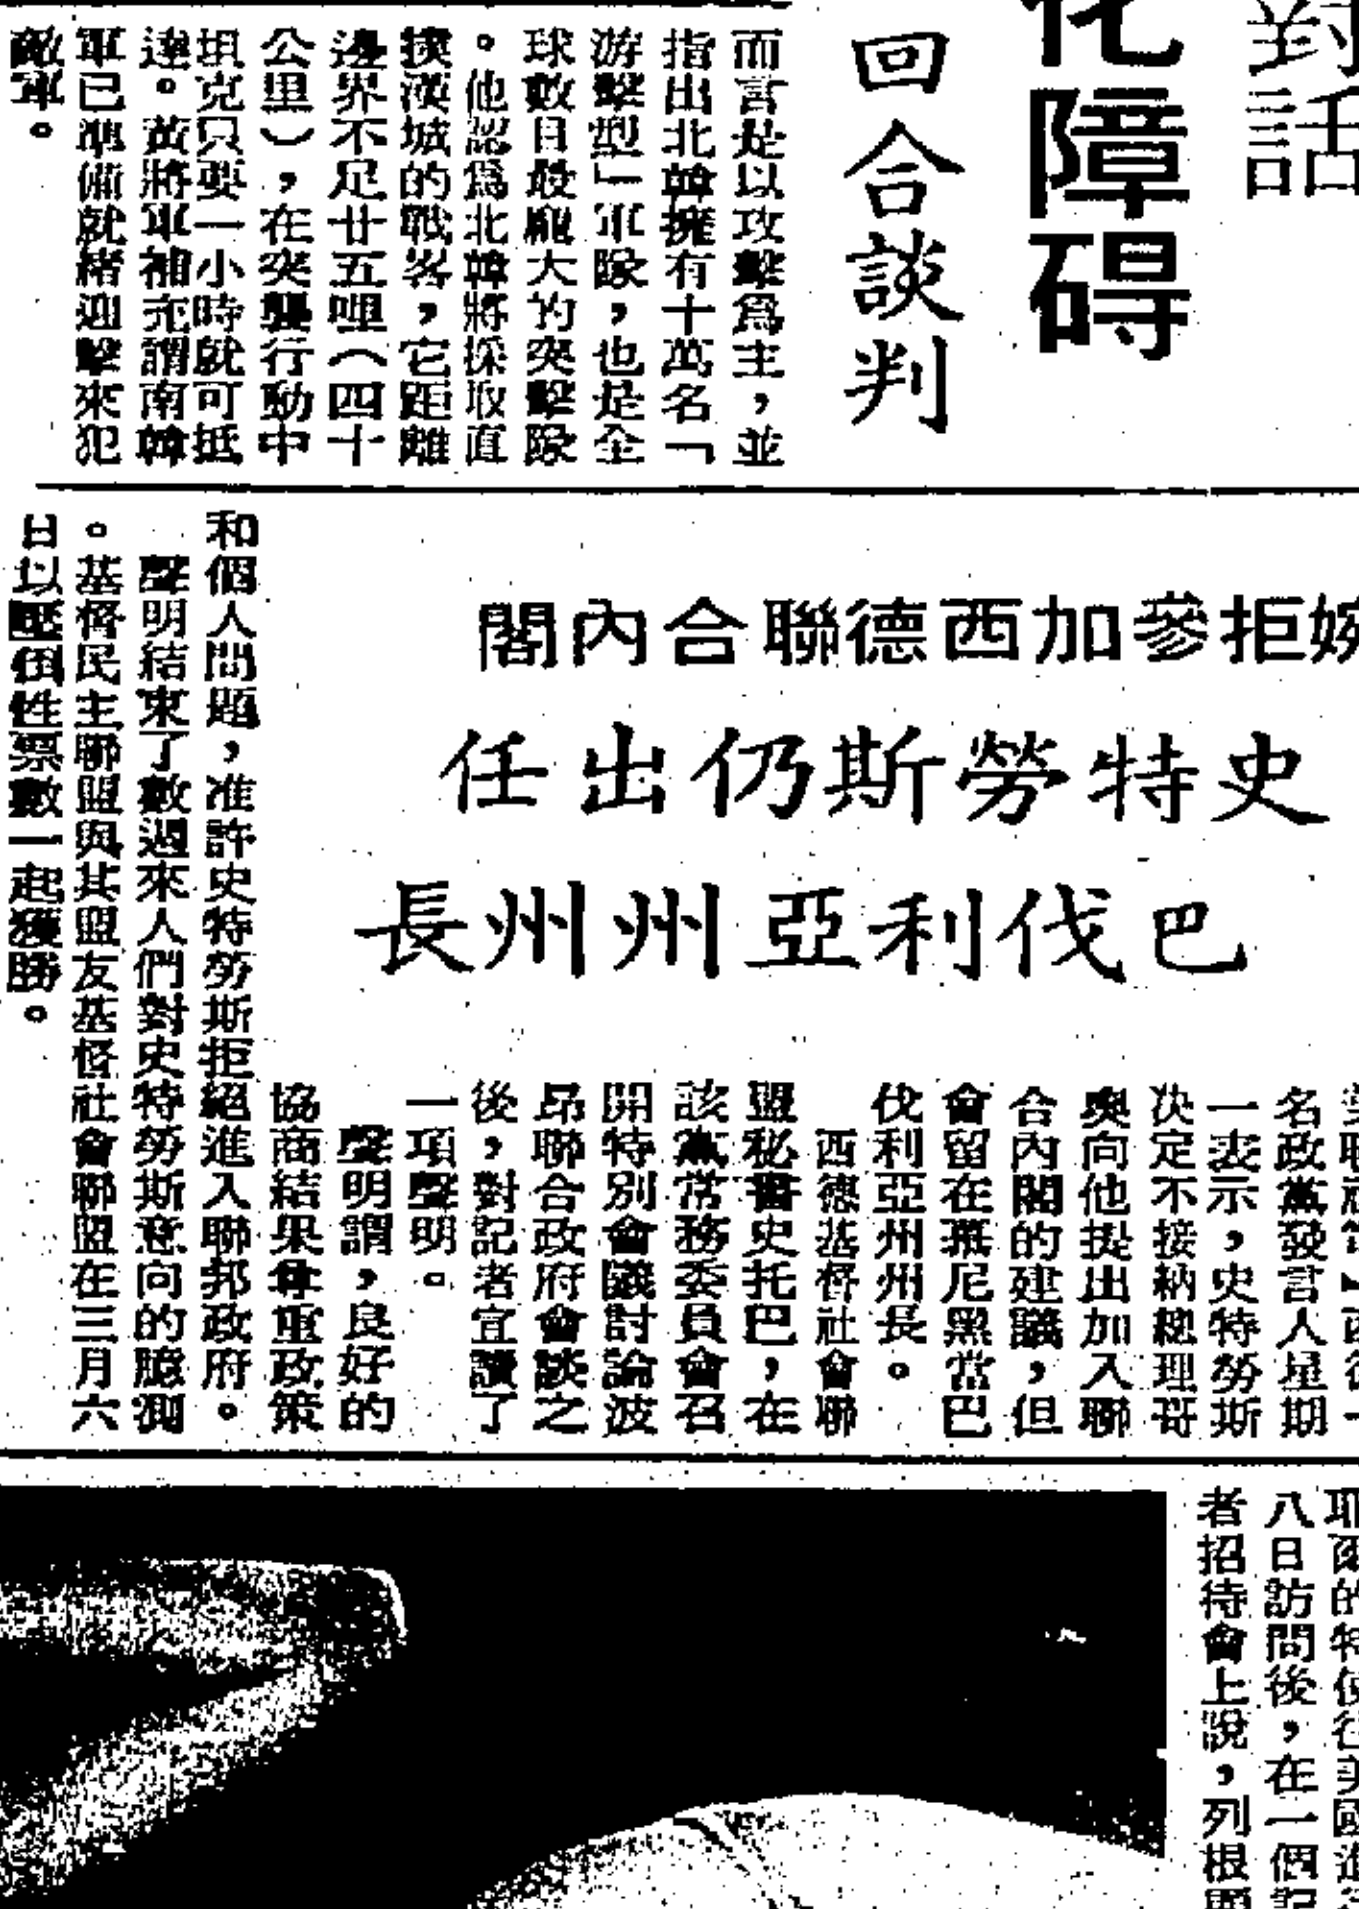 對話
化障碍
回合談判
而言是以攻擊爲主，並
指出北韓擁有十萬名「
游擊型」軍隊，也是全
球數目最龐大的突擊隊
。他認爲北韓將採取直
撲漢城的戰畧，它距離
邊界不足廿五哩（四十
公里），在突襲行動中
坦克只要一小時就可抵
達。黃將軍補充謂南韓
軍已準備就緒迎擊來犯
敵軍。
婉拒參加西德聯合內閣
史特勞斯仍出任
巴伐利亞州州長
名政黨發言人星期
一表示，史特勞斯
决定不接納總理哥
奧向他提出加入聯
合內閣的建議，但
會留在慕尼黑當巴
伐利亞州州長。
西德基督社會聯
盟秘書史托巴，在
該黨常務委員會召
開特別會議討論波
昂聯合政府會談之
後，對記者宣讀了
一項聲明。
聲明謂，良好的
協商結果尊重政策
和個人問題，准許史特勞斯拒絕進入聯邦政府。
聲明結束了數週來人們對史特勞斯意向的臆測
。基督民主聯盟與其盟友基督社會聯盟在三月六
日以壓倒性票數一起獲勝。
耶爾的特使往美國進
八日訪問後，在一個記
者招待會上說，列根